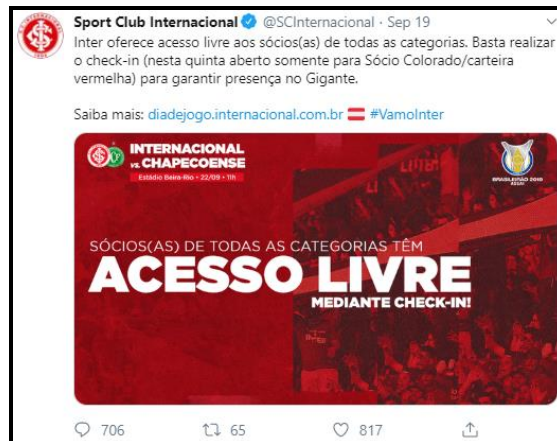 Sport Club Internacional @SCInternacional · Sep 19
Inter oferece acesso livre aos sócios(as) de todas as categorias. Basta realizar
o check-in (nesta quinta aberto somente para Sócio Colorado/carteira
vermelha) para garantir presença no Gigante.
Saiba mais: diadejogo.internacional.com.br #VamoInter
INTERNACIONAL
vs. CHAPECOENSE
Estádio Beira-Rio • 22/09 • 11h
BRASILEIRÃO 2019
ASSAÍ
SÓCIOS(AS) DE TODAS AS CATEGORIAS TÊM
ACESSO LIVRE
MEDIANTE CHECK-IN!
706 65 817